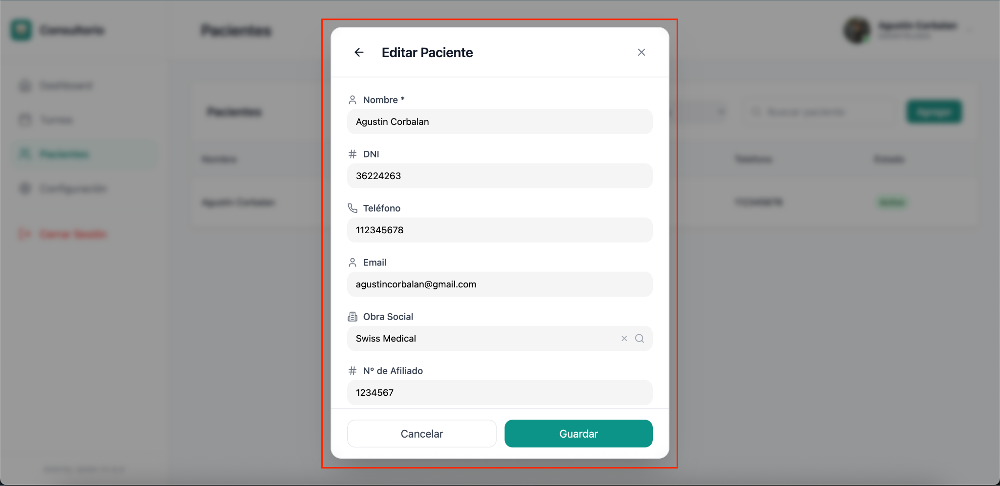 Consultorio
Pacientes
Agustin Corbalan
Dashboard
Turnos
Pacientes
Configuración
Cerrar Sesión
Pacientes
Buscar paciente
Agregar
Nombre
Teléfono
Estado
Agustin Corbalan
112345678
Activo
Editar Paciente
Nombre *
Agustin Corbalan
# DNI
36224263
Teléfono
112345678
Email
agustincorbalan@gmail.com
Obra Social
Swiss Medical
# Nº de Afiliado
1234567
Cancelar
Guardar